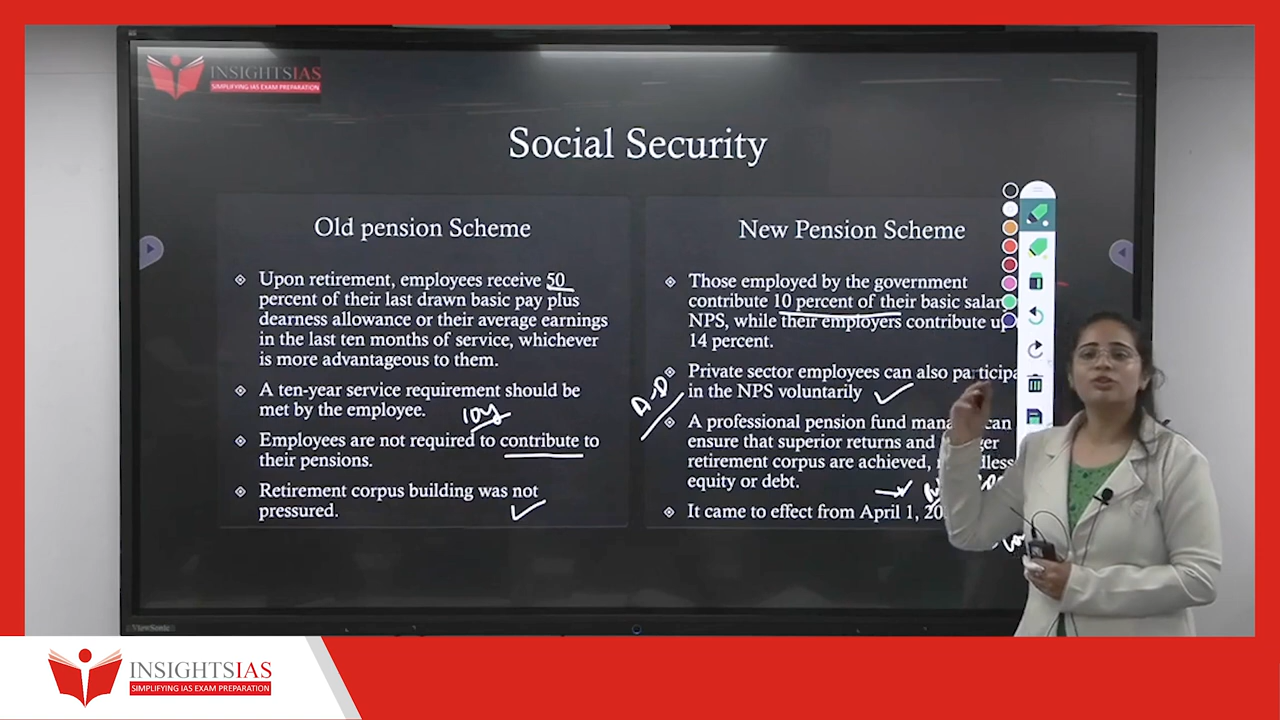 INSIGHTSIAS
SIMPLIFYING IAS EXAM PREPARATION
Social Security
Old pension Scheme
Upon retirement, employees receive 50
percent of their last drawn basic pay plus
dearness allowance or their average earnings
in the last ten months of service, whichever
is more advantageous to them.
A ten-year service requirement should be
met by the employee.
10y
Employees are not required to contribute to
their pensions.
Retirement corpus building was not
pressured.
New Pension Scheme
Those employed by the government
contribute 10 percent of their basic
NPS, while their employers contribute
14 percent.
Private sector employees can also
in the NPS voluntarily
A professional pension fund can
ensure that superior returns and
retirement corpus are achieved,
equity or debt.
It came to effect from April 1,
ViewSonic
INSIGHTSIAS
SIMPLIFYING IAS EXAM PREPARATION